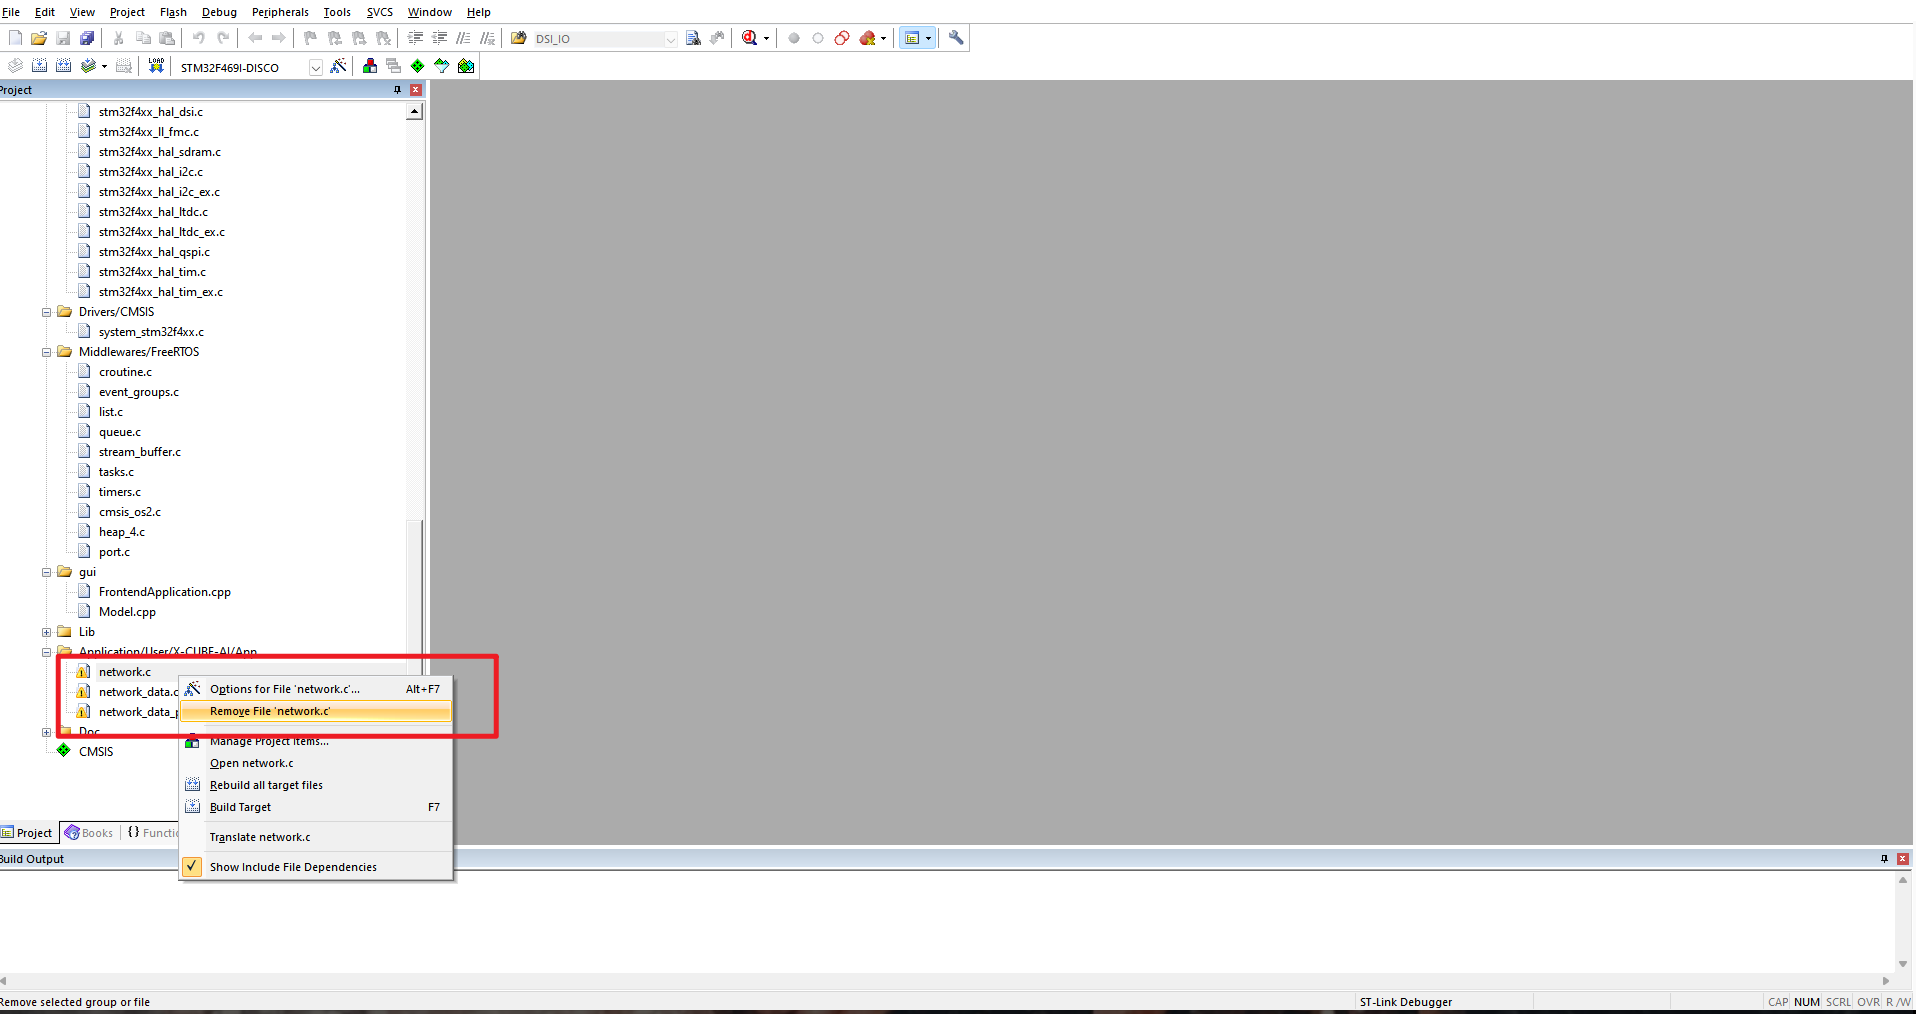 File Edit View Project Flash Debug Peripherals Tools SVCS Window Help
DSI_IO
LOAD
STM32F469I-DISCO
Project
stm32f4xx_hal_dsi.c
stm32f4xx_ll_fmc.c
stm32f4xx_hal_sdram.c
stm32f4xx_hal_i2c.c
stm32f4xx_hal_i2c_ex.c
stm32f4xx_hal_ltdc.c
stm32f4xx_hal_ltdc_ex.c
stm32f4xx_hal_qspi.c
stm32f4xx_hal_tim.c
stm32f4xx_hal_tim_ex.c
Drivers/CMSIS
system_stm32f4xx.c
Middlewares/FreeRTOS
croutine.c
event_groups.c
list.c
queue.c
stream_buffer.c
tasks.c
timers.c
cmsis_os2.c
heap_4.c
port.c
gui
FrontendApplication.cpp
Model.cpp
Lib
Application/User/X-CUBE-AI/App
network.c
network_data.c
network_data_p
Doc
CMSIS
Options for File 'network.c'... Alt+F7
Remove File 'network.c'
Manage Project Items...
Open network.c
Rebuild all target files
Build Target F7
Translate network.c
Show Include File Dependencies
Project Books {} Functio
Build Output
Remove selected group or file
ST-Link Debugger
CAP NUM SCRL OVR R/W